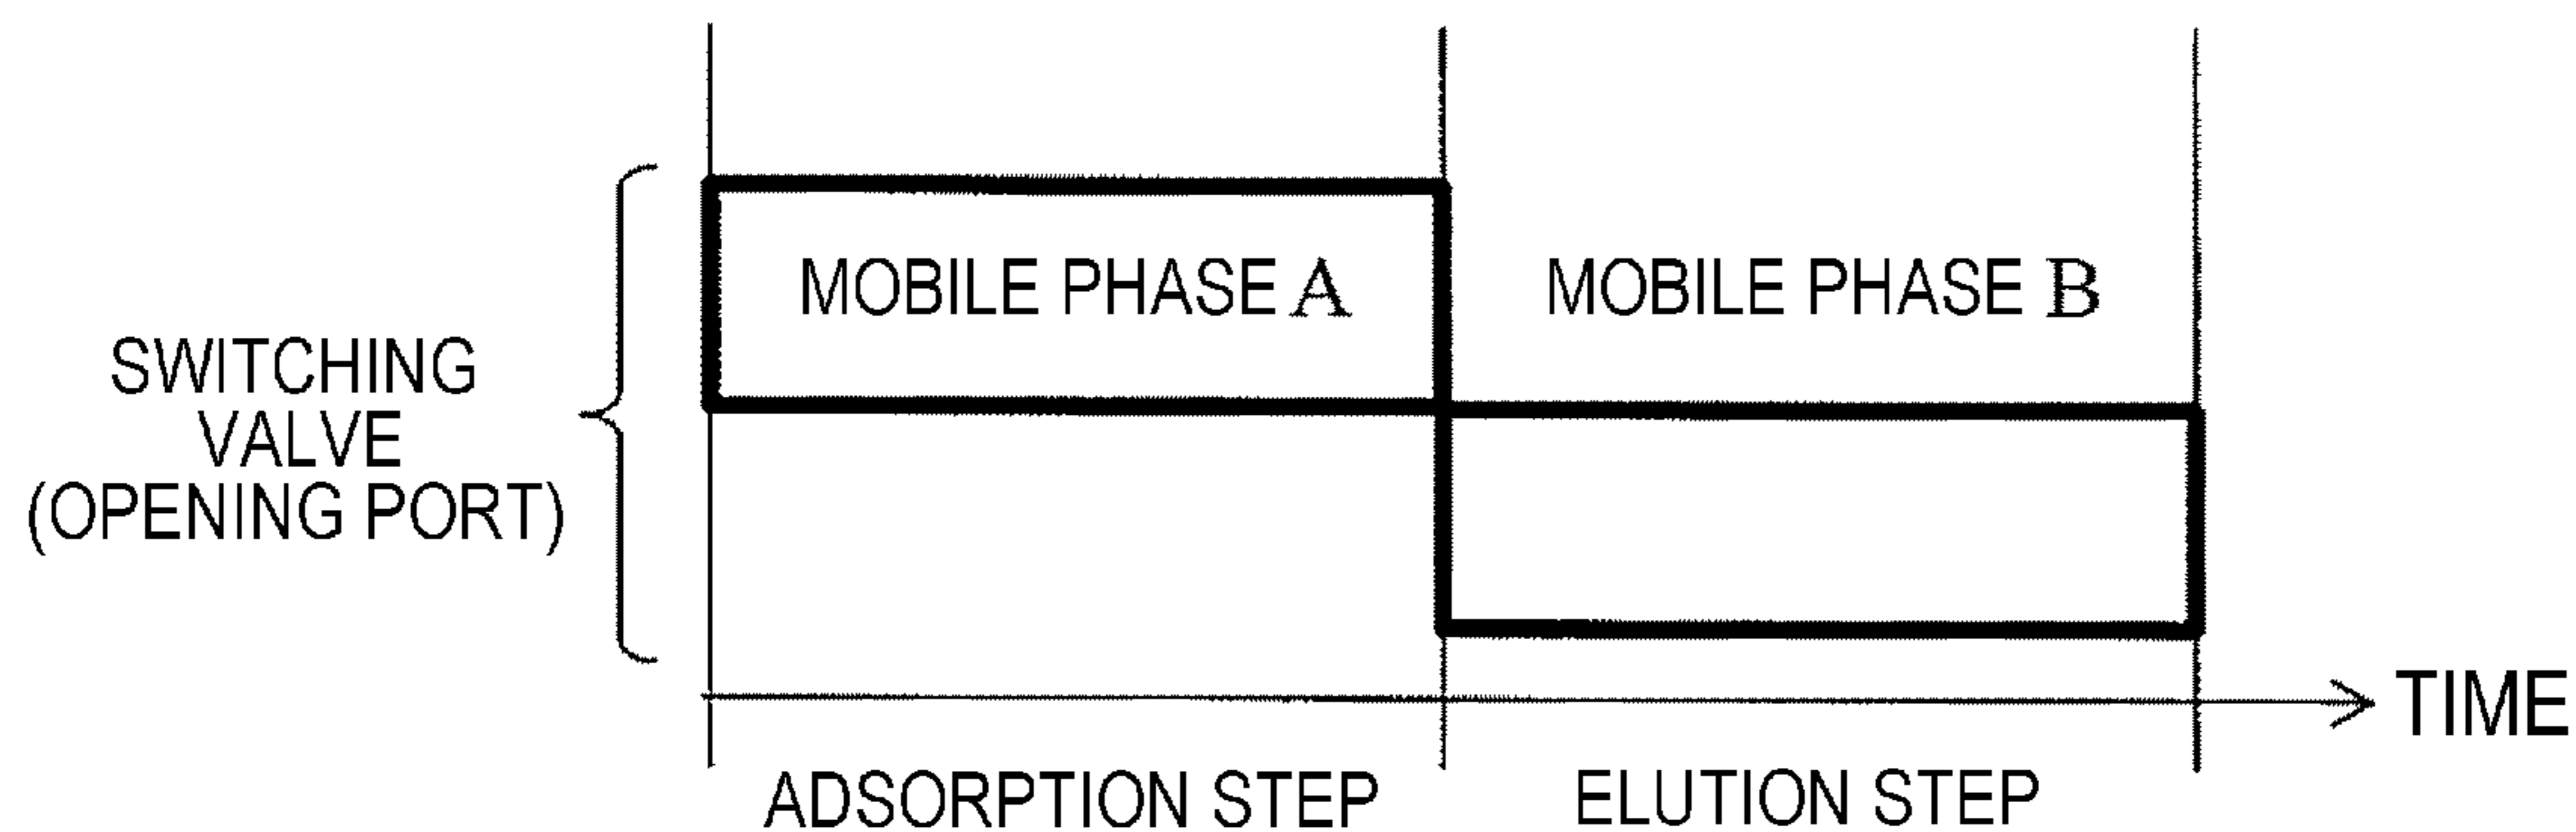 MOBILE PHASE A
MOBILE PHASE B
SWITCHING
VALVE
(OPENING PORT)
TIME
ADSORPTION STEP
ELUTION STEP